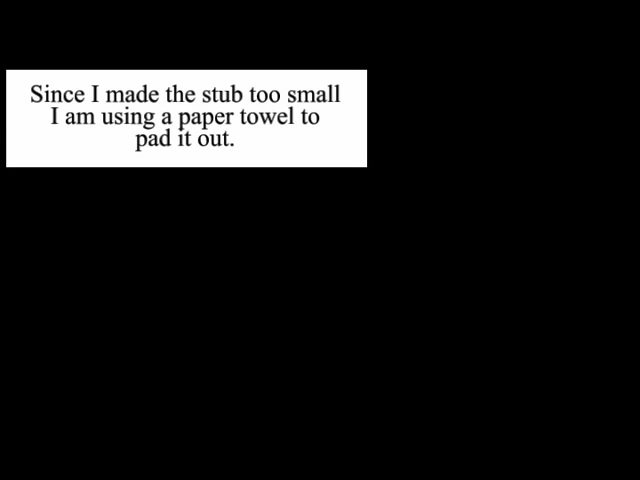 Since I made the stub too small
I am using a paper towel to
pad it out.